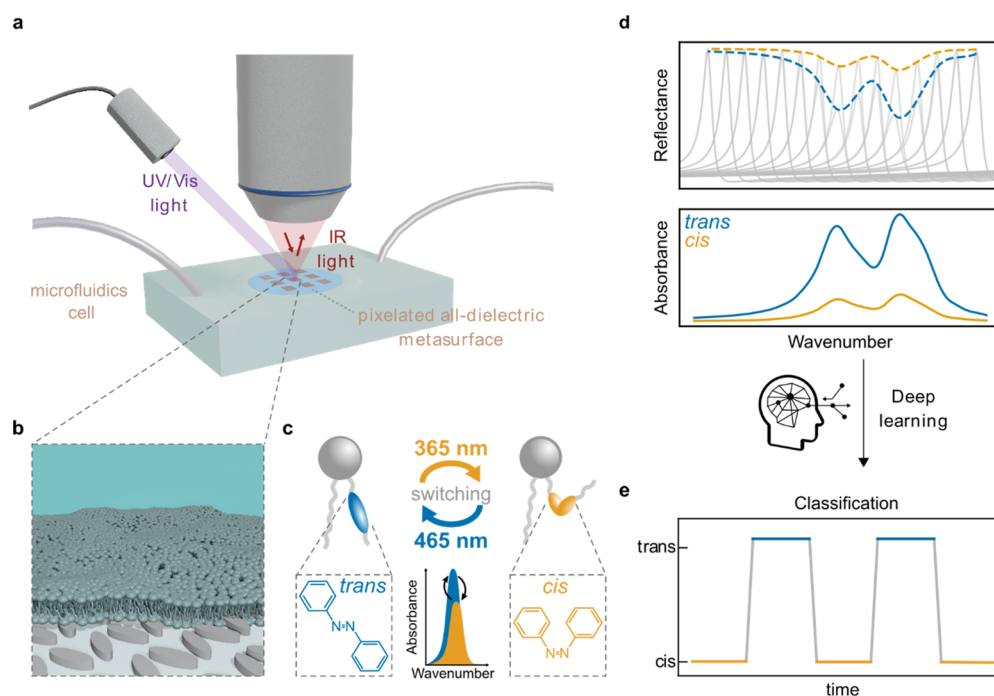 a
UV/Vis
light
IR
light
microfluidics
cell
pixelated all-dielectric
metasurface
b
c
365 nm
switching
465 nm
trans
N=N
Absorbance
Wavenumber
cis
N=N
d
Reflectance
trans
cis
Absorbance
Wavenumber
Deep
learning
e
Classification
trans
cis
time